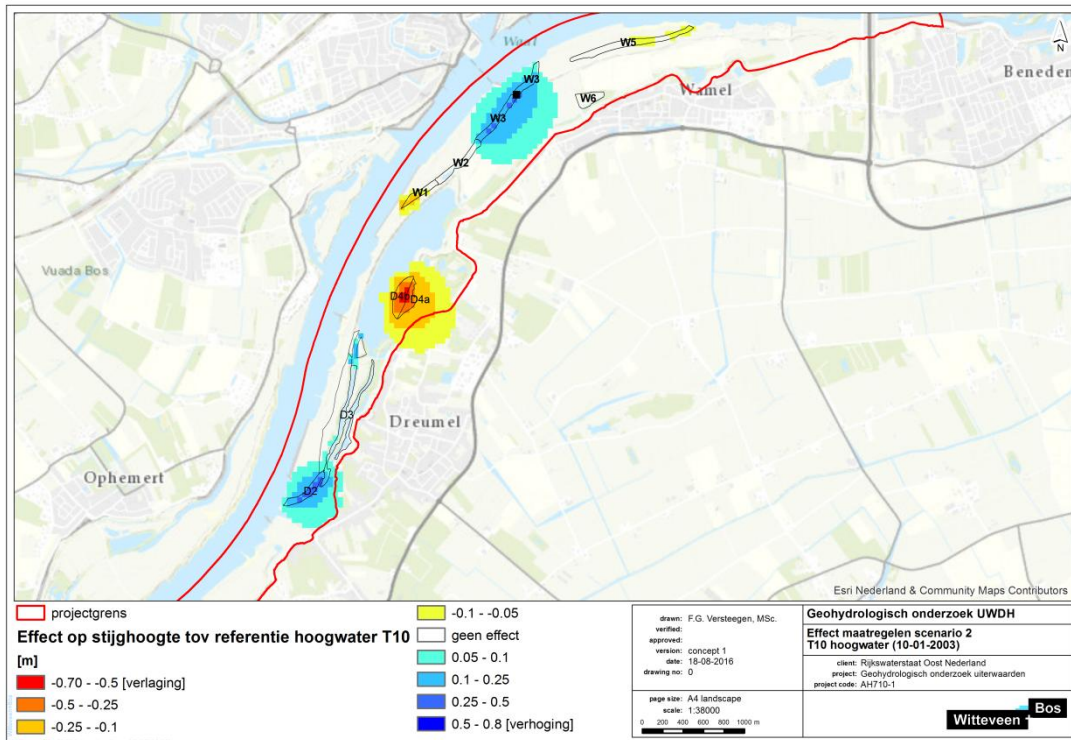 Waal
W5
W3
W6
Wamel
Beneden
W3
W2
W1
N
Vuada Bos
D4b
D4a
D3
Dreumel
Ophemert
D2
Esri Nederland & Community Maps Contributors
projectgrens
Effect op stijghoogte tov referentie hoogwater T10
[m]
-0.70 - -0.5 [verlaging]
-0.5 - -0.25
-0.25 - -0.1
-0.1 - -0.05
geen effect
0.05 - 0.1
0.1 - 0.25
0.25 - 0.5
0.5 - 0.8 [verhoging]
drawn: F.G. Versteegen, MSc.
verified:
approved:
version: concept 1
date: 18-08-2016
drawing no: 0
page size: A4 landscape
scale: 1:38000
0 200 400 600 800 1000 m
Geohydrologisch onderzoek UWDH
Effect maatregelen scenario 2
T10 hoogwater (10-01-2003)
client: Rijkswaterstaat Oost Nederland
project: Geohydrologisch onderzoek uiterwaarden
project code: AH710-1
Witteveen + Bos